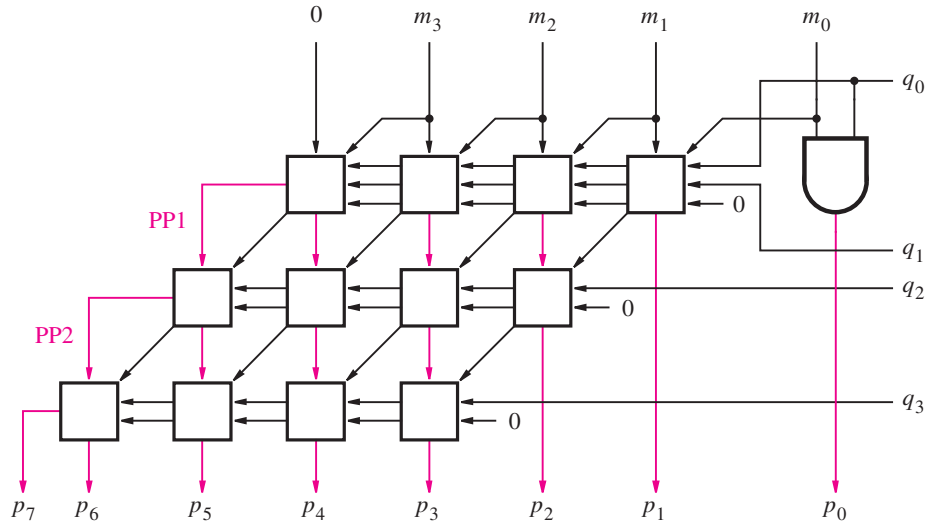 0 m₃ m₂ m₁ m₀
q₀
PP1
0
q₁
q₂
0
PP2
q₃
0
p₇ p₆ p₅ p₄ p₃ p₂ p₁ p₀